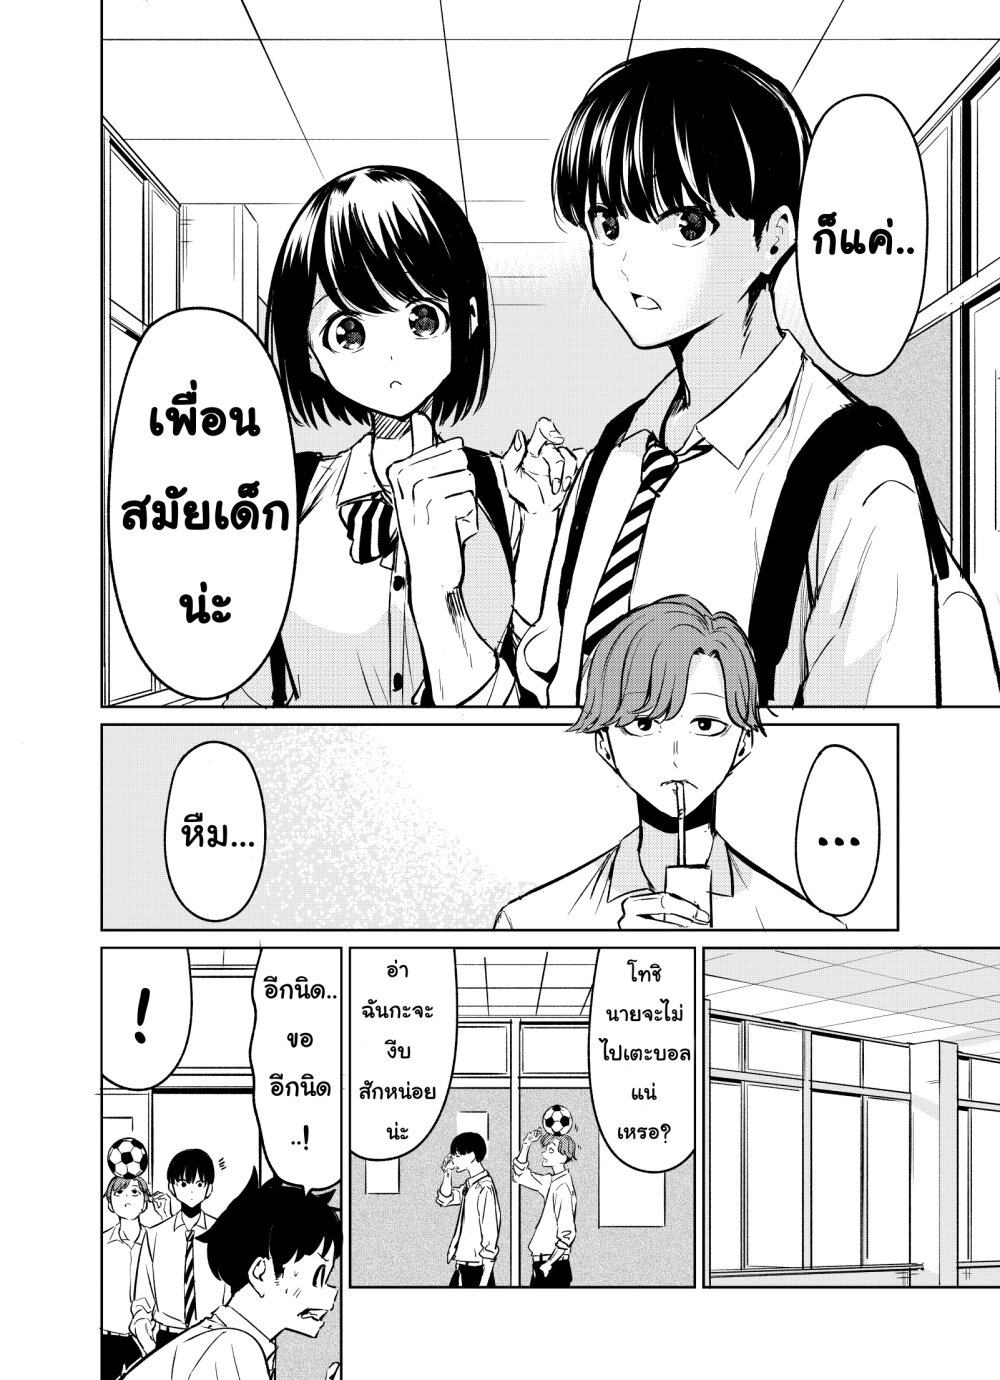 ก็แค่..
เพื่อน
สมัยเด็ก
น่ะ
...
หืม...
โทชิ
นายจะไม่
ไปเตะบอล
แน่
เหรอ?
อ่า
ฉันกะจะ
งีบ
สักหน่อย
น่ะ
อีกนิด..
ขอ
อีกนิด
..!
!